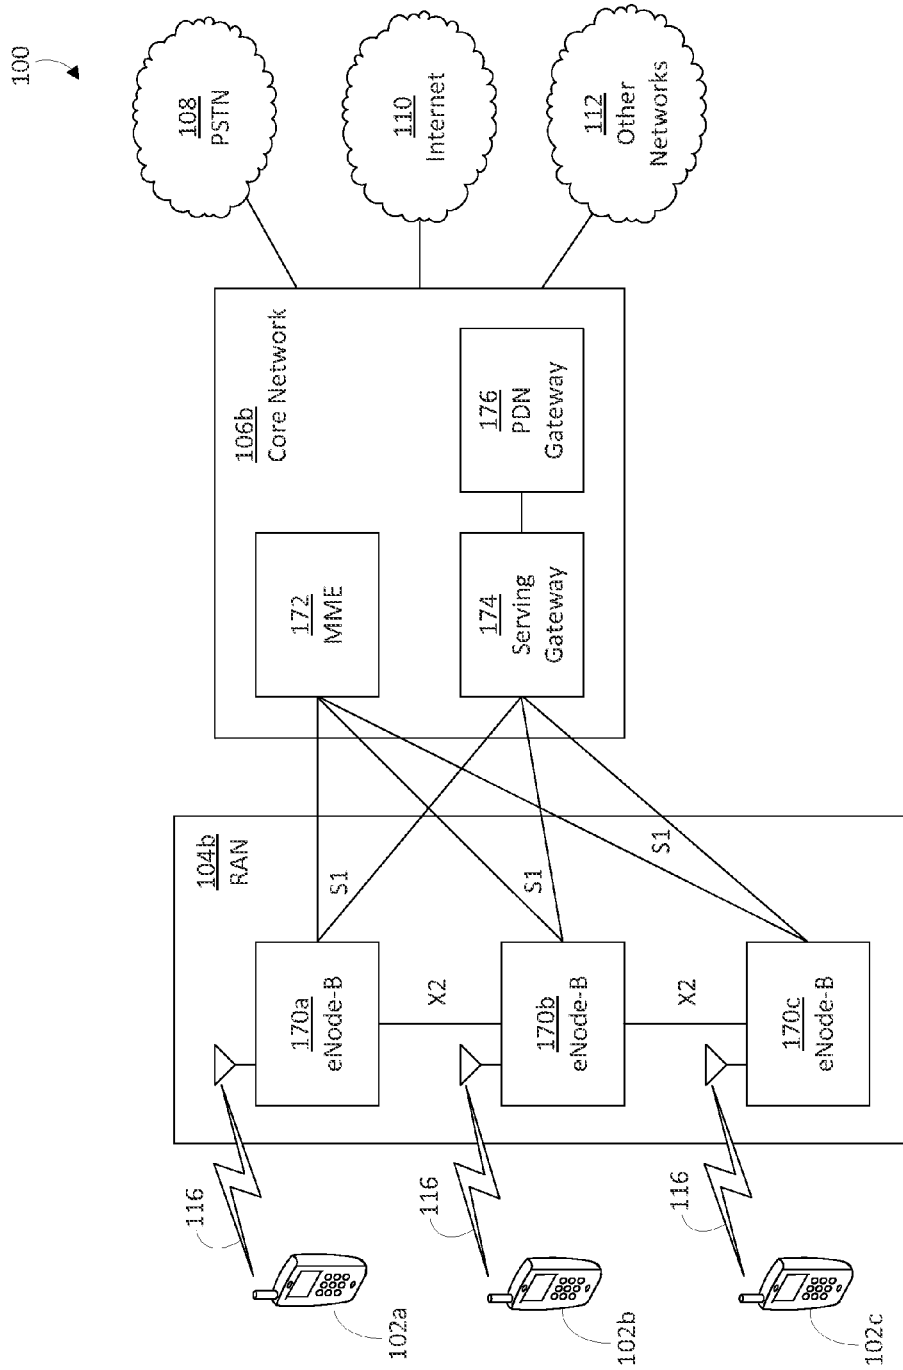 100
102a
116
102b
116
102c
116
104b
RAN
170a
eNode-B
X2
170b
eNode-B
X2
170c
eNode-B
S1
S1
S1
106b
Core Network
172
MME
174
Serving
Gateway
176
PDN
Gateway
108
PSTN
110
Internet
112
Other
Networks